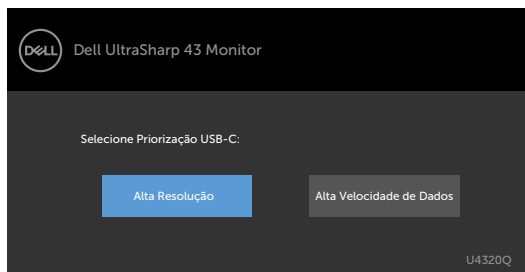 DELL Dell UltraSharp 43 Monitor
Selecione Priorização USB-C:
Alta Resolução Alta Velocidade de Dados
U4320Q